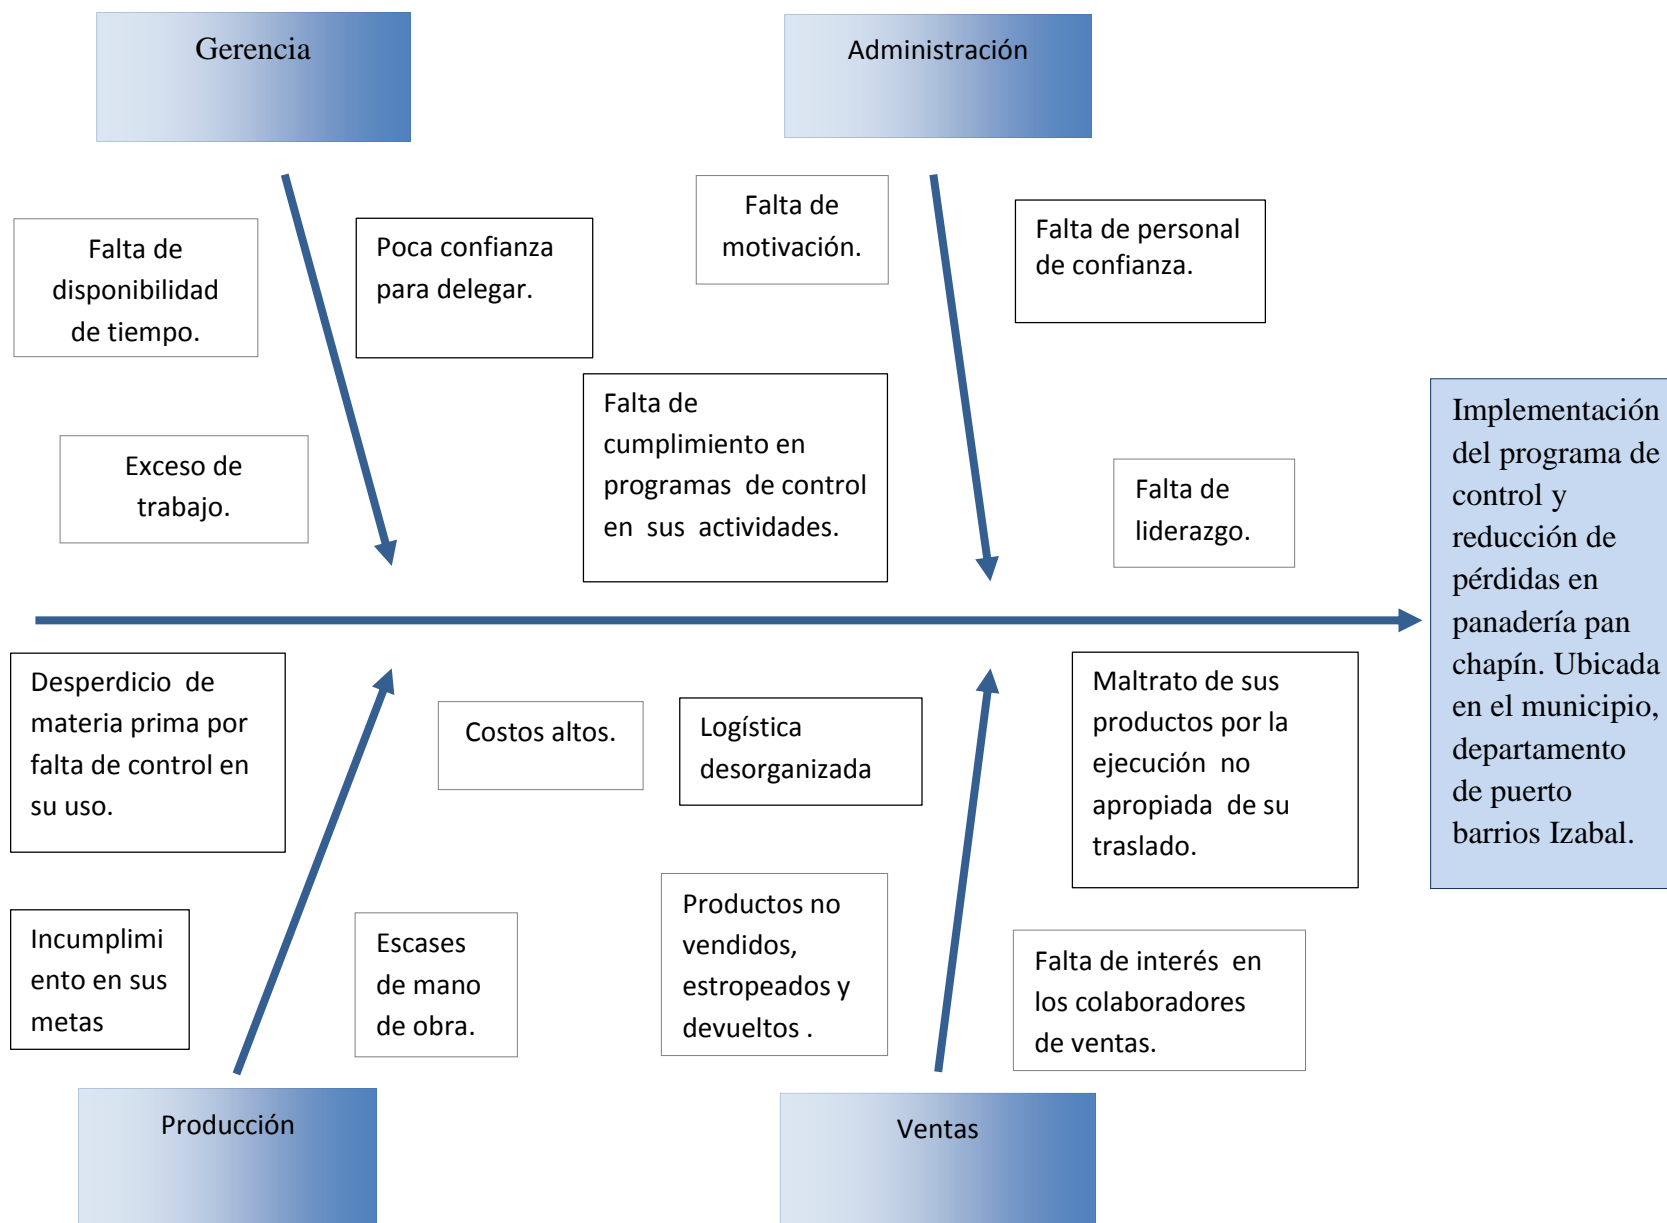 Gerencia
Administración
Falta de
disponibilidad
de tiempo.
Poca confianza
para delegar.
Exceso de
trabajo.
Falta de
motivación.
Falta de personal
de confianza.
Falta de
cumplimiento en
programas de control
en sus actividades.
Falta de
liderazgo.
Implementación
del programa de
control y
reducción de
pérdidas en
panadería pan
chapín. Ubicada
en el municipio,
departamento
de puerto
barrios Izabal.
Desperdicio de
materia prima por
falta de control en
su uso.
Costos altos.
Incumplimi
ento en sus
metas
Escases
de mano
de obra.
Logística
desorganizada
Maltrato de sus
productos por la
ejecución no
apropiada de su
traslado.
Productos no
vendidos,
estropeados y
devueltos .
Falta de interés en
los colaboradores
de ventas.
Producción
Ventas